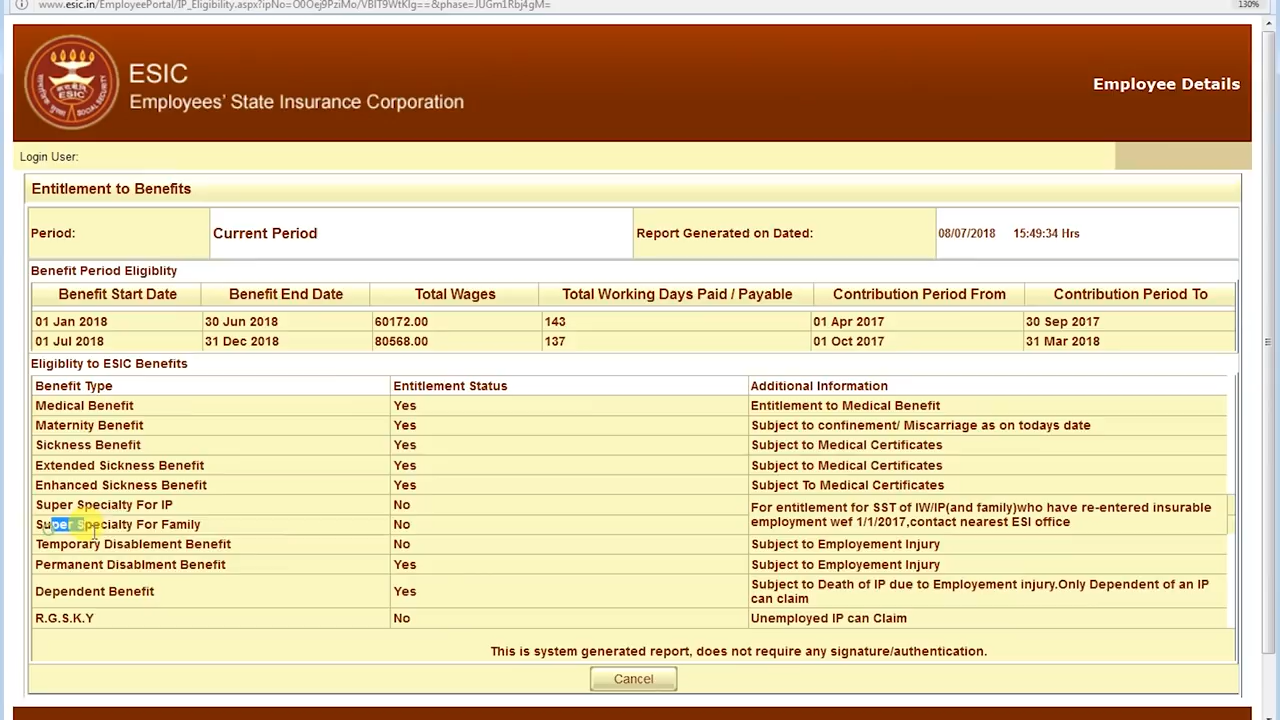 www.esic.in/EmployeePortal/IP_Eligibility.aspx?ipNo=O0Oej9PziMo/VBIT9WtKIg==&phase=JUGm1Rbj4gM=
130%
ESIC
Employees' State Insurance Corporation
Employee Details
Login User:
Entitlement to Benefits
Period: Current Period Report Generated on Dated: 08/07/2018 15:49:34 Hrs
Benefit Period Eligiblity
Benefit Start Date Benefit End Date Total Wages Total Working Days Paid / Payable Contribution Period From Contribution Period To
01 Jan 2018 30 Jun 2018 60172.00 143 01 Apr 2017 30 Sep 2017
01 Jul 2018 31 Dec 2018 80568.00 137 01 Oct 2017 31 Mar 2018
Eligiblity to ESIC Benefits
Benefit Type Entitlement Status Additional Information
Medical Benefit Yes Entitlement to Medical Benefit
Maternity Benefit Yes Subject to confinement/ Miscarriage as on todays date
Sickness Benefit Yes Subject to Medical Certificates
Extended Sickness Benefit Yes Subject to Medical Certificates
Enhanced Sickness Benefit Yes Subject To Medical Certificates
Super Specialty For IP No For entitlement for SST of IW/IP(and family)who have re-entered insurable
Super Specialty For Family No employment wef 1/1/2017,contact nearest ESI office
Temporary Disablement Benefit No Subject to Employement Injury
Permanent Disablment Benefit Yes Subject to Employement Injury
Dependent Benefit Yes Subject to Death of IP due to Employement injury.Only Dependent of an IP
can claim
R.G.S.K.Y No Unemployed IP can Claim
This is system generated report, does not require any signature/authentication.
Cancel